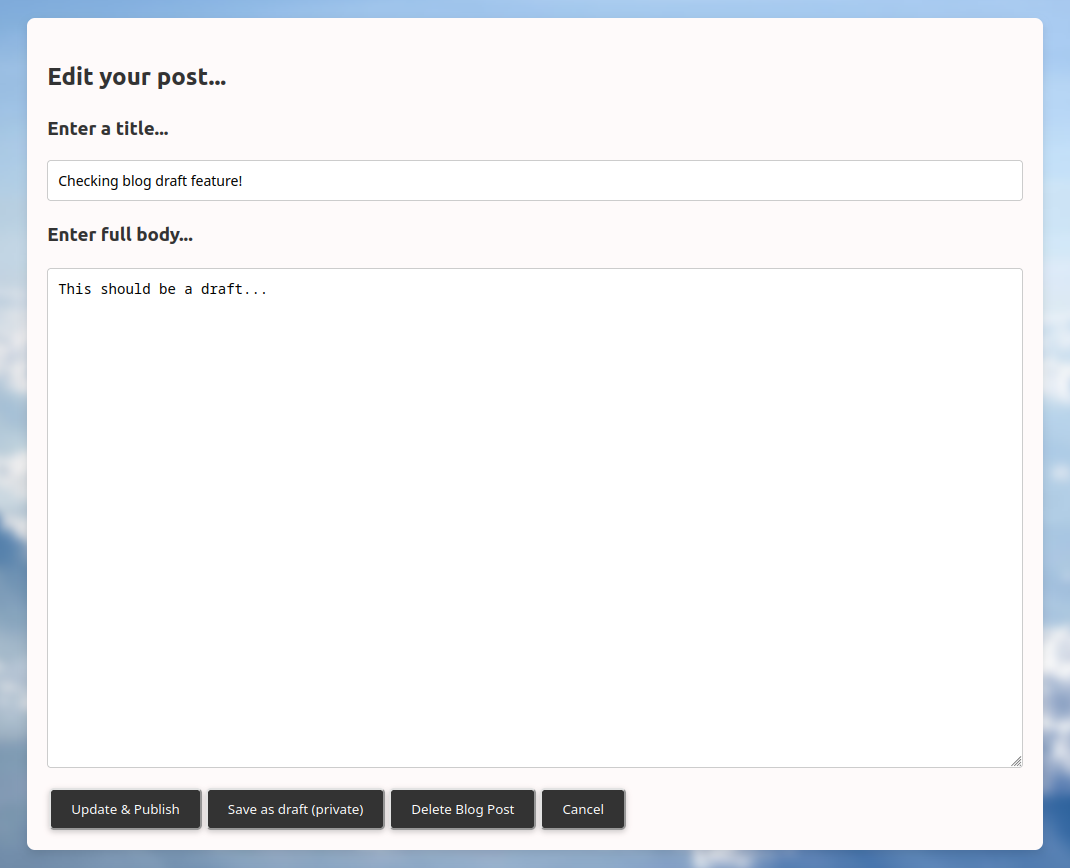 Edit your post...
Enter a title...
Checking blog draft feature!
Enter full body...
This should be a draft...
Update & Publish
Save as draft (private)
Delete Blog Post
Cancel